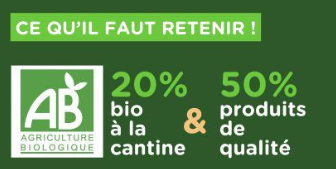 CE QU'IL FAUT RETENIR !
AB
AGRICULTURE
BIOLOGIQUE
20%
bio
à la
cantine
&
50%
produits
de
qualité